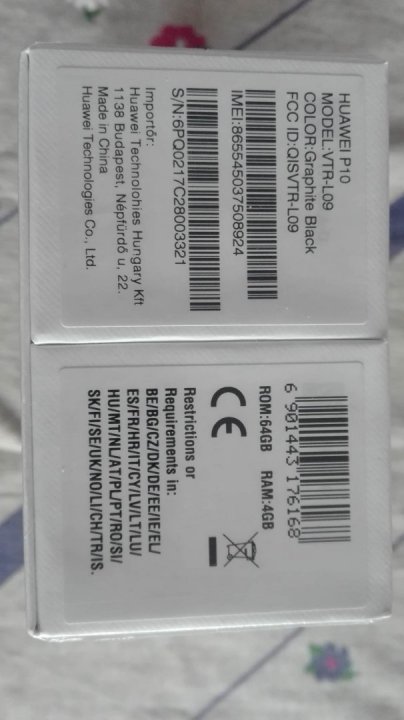 HUAWEI P10
MODEL:VTR-L09
COLOR:Graphite Black
FCC ID:QISVTR-L09
IMEI:865545037508924
S/N:6PQ0217C28003321
Importőr:
Huawei Technolohies Hungary Kft
1138 Budapest, Népfürdő u, 22.
Made in China
Huawei Technologies Co., Ltd.
6 901443 176168
ROM:64GB RAM:4GB
CE
Restrictions or
Requirements in:
BE/BG/CZ/DK/DE/EE/IE/EL/
ES/FR/HR/IT/CY/LV/LT/LU/
HU/MT/NL/AT/PL/PT/RO/SI/
SK/FI/SE/UK/NO/LI/CH/TR/IS.